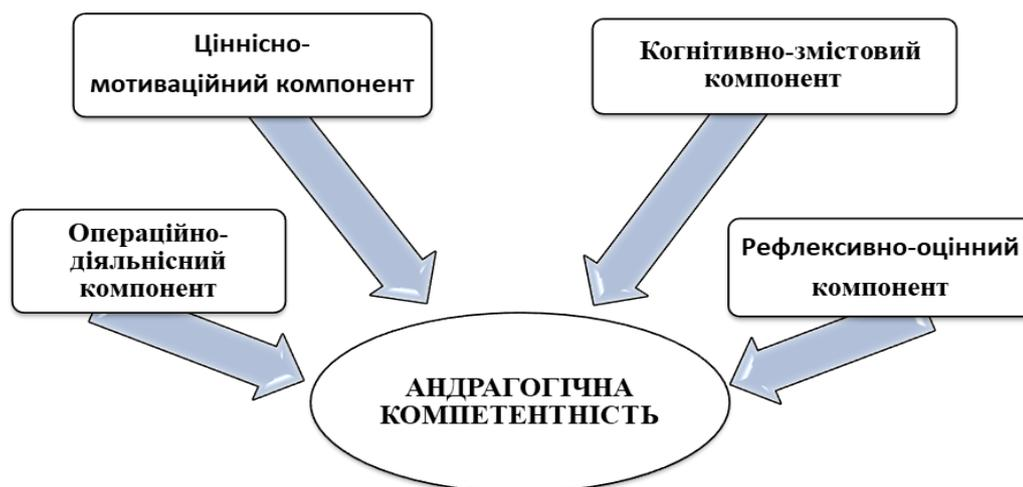 Ціннісно-
мотиваційний компонент
Когнітивно-змістовий
компонент
Операційно-
діяльнісний
компонент
Рефлексивно-оцінний
компонент
АНДРАГОГІЧНА
КОМПЕТЕНТНІСТЬ